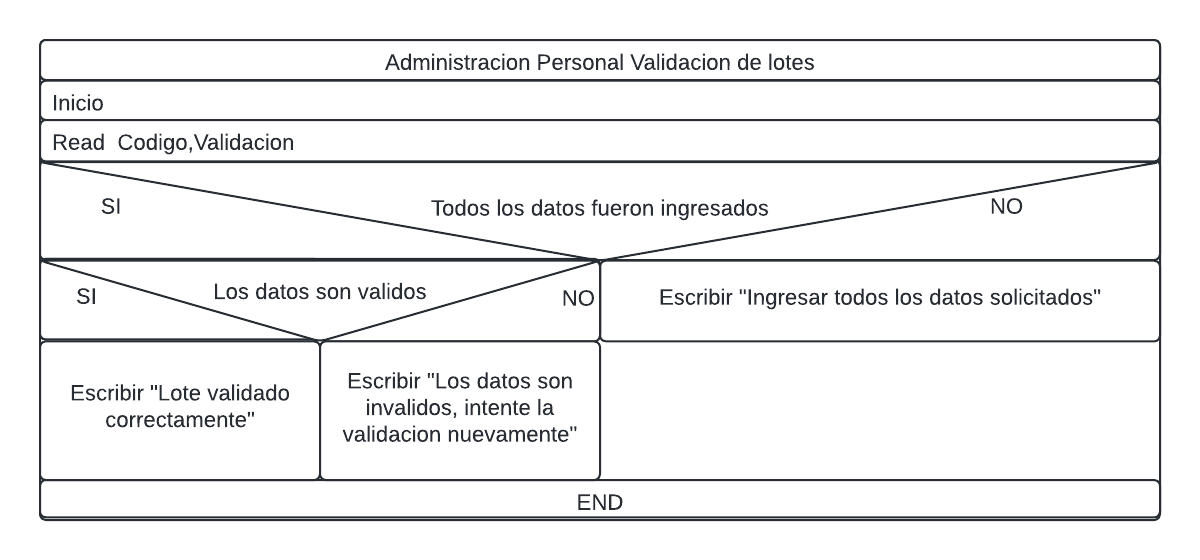 Administracion Personal Validacion de lotes
Inicio
Read  Codigo,Validacion
SI
Todos los datos fueron ingresados
NO
SI
Los datos son validos
NO
Escribir "Ingresar todos los datos solicitados"
Escribir "Lote validado
correctamente"
Escribir "Los datos son
invalidos, intente la
validacion nuevamente"
END